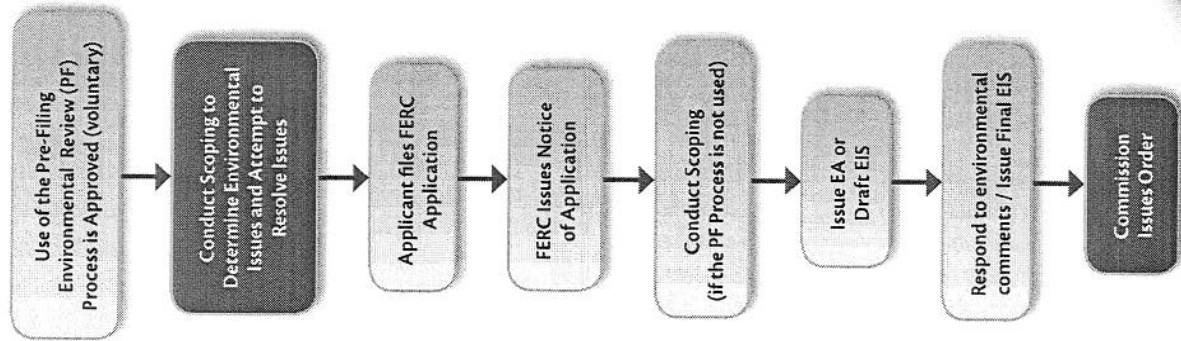 Use of the Pre-Filing
Environmental Review (PF)
Process is Approved (voluntary)
Conduct Scoping to
Determine Environmental
Issues and Attempt to
Resolve Issues
Applicant files FERC
Application
FERC Issues Notice
of Application
Conduct Scoping
(if the PF Process is not used)
Issue EA or
Draft EIS
Respond to environmental
comments / Issue Final EIS
Commission
Issues Order